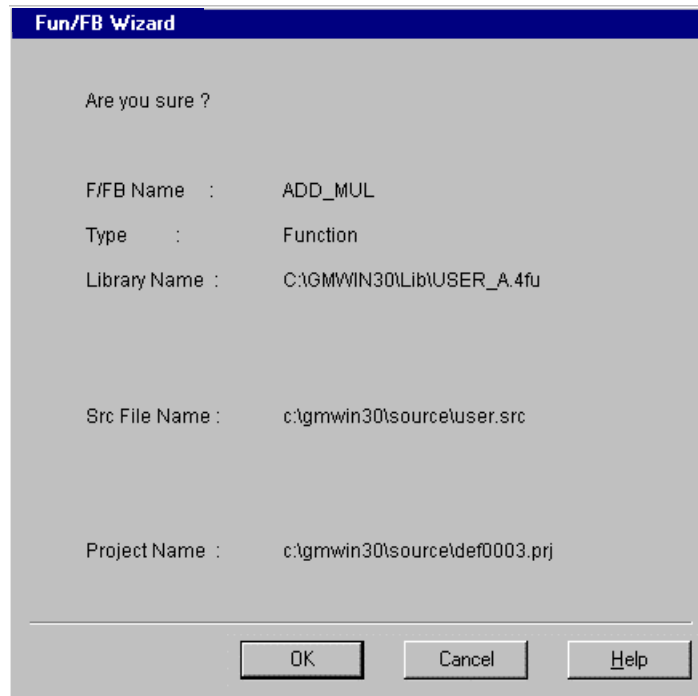 Fun/FB Wizard
Are you sure ?
F/FB Name : ADD_MUL
Type : Function
Library Name : C:\GMWIN30\Lib\USER_A.4fu
Src File Name : c:\gmwin30\source\user.src
Project Name : c:\gmwin30\source\def0003.prj
OK Cancel Help